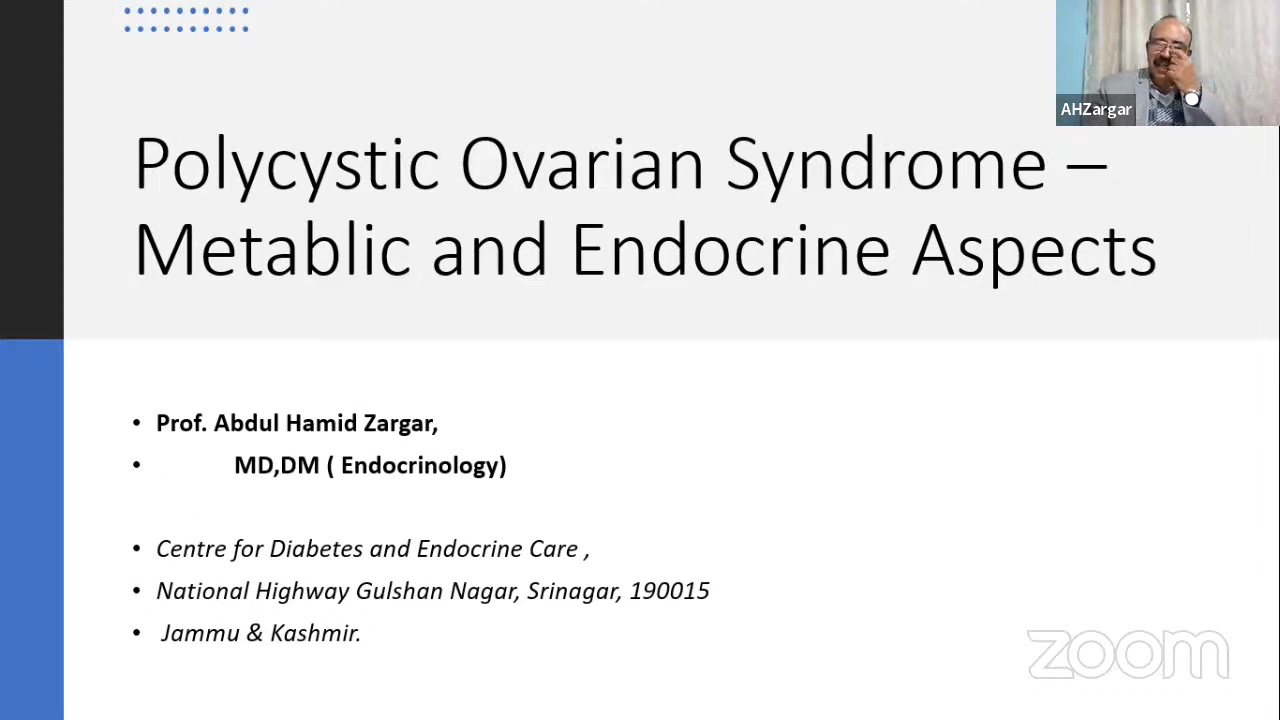 AHZargar
Polycystic Ovarian Syndrome –
Metablic and Endocrine Aspects
• Prof. Abdul Hamid Zargar,
• MD,DM ( Endocrinology)
• Centre for Diabetes and Endocrine Care ,
• National Highway Gulshan Nagar, Srinagar, 190015
• Jammu & Kashmir.
zoom